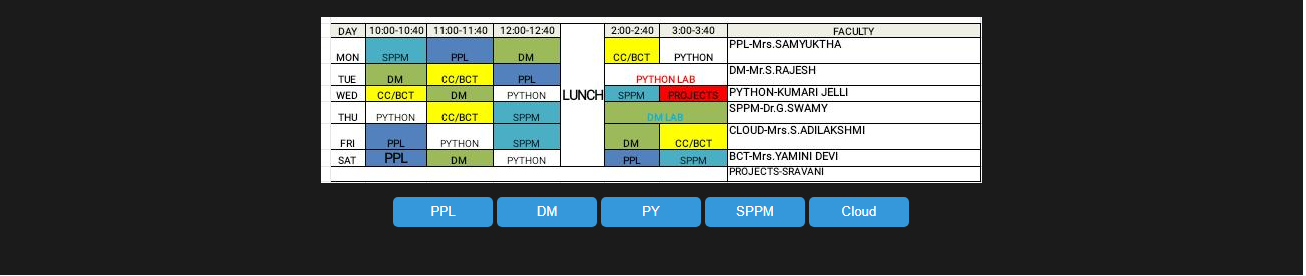 DAY 10:00-10:40 11:00-11:40 12:00-12:40 2:00-2:40 3:00-3:40 FACULTY
MON SPPM PPL DM CC/BCT PYTHON PPL-Mrs.SAMYUKTHA
TUE DM CC/BCT PPL PYTHON LAB DM-Mr.S.RAJESH
WED CC/BCT DM PYTHON LUNCH SPPM PROJECTS PYTHON-KUMARI JELLI
THU PYTHON CC/BCT SPPM DM LAB SPPM-Dr.G.SWAMY
FRI PPL PYTHON SPPM DM CC/BCT CLOUD-Mrs.S.ADILAKSHMI
SAT PPL DM PYTHON PPL SPPM BCT-Mrs.YAMINI DEVI
PROJECTS-SRAVANI
PPL DM PY SPPM Cloud